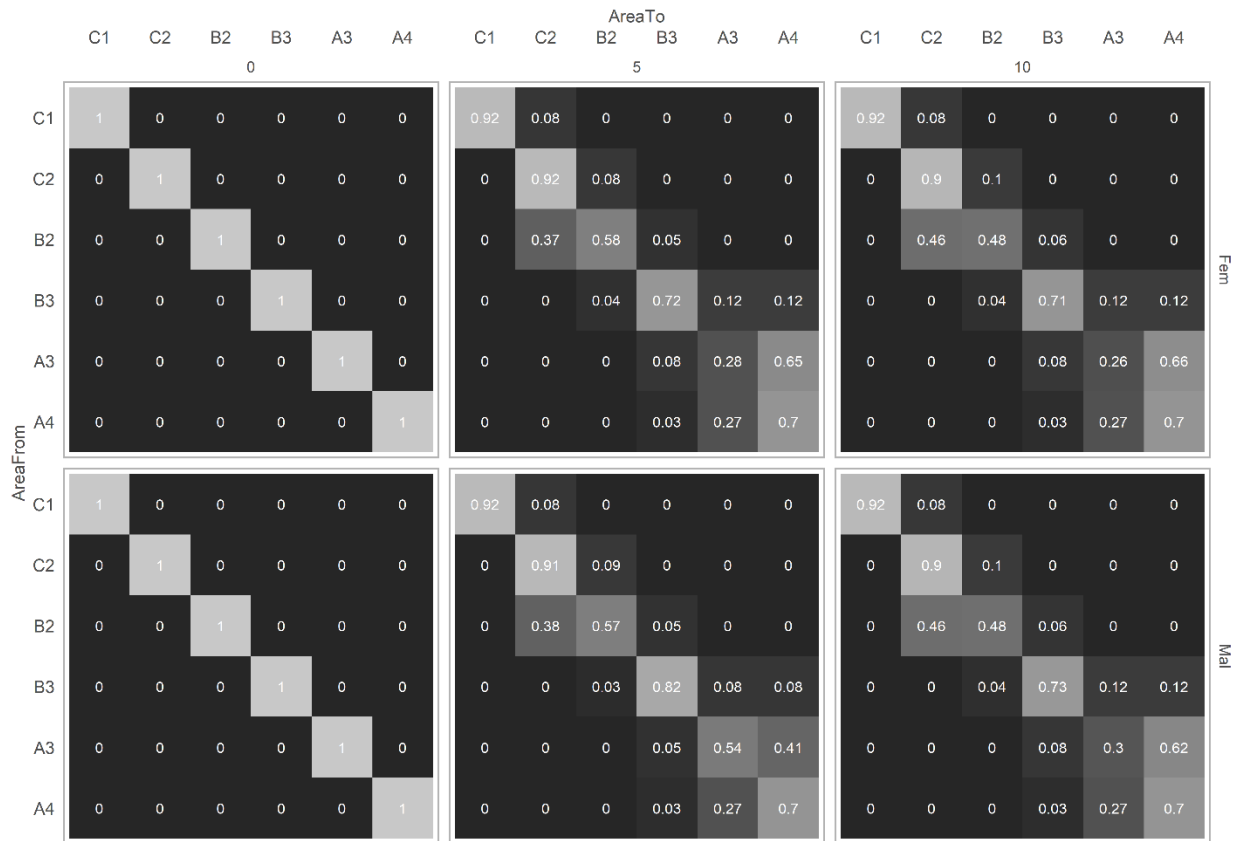 AreaTo
C1 C2 B2 B3 A3 A4 C1 C2 B2 B3 A3 A4 C1 C2 B2 B3 A3 A4
0 5 10
C1 1 0 0 0 0 0 0.92 0.08 0 0 0 0 0.92 0.08 0 0 0 0
C2 0 1 0 0 0 0 0 0.92 0.08 0 0 0 0 0.9 0.1 0 0 0
B2 0 0 1 0 0 0 0 0.37 0.58 0.05 0 0 0 0.46 0.48 0.06 0 0
Fem
B3 0 0 0 1 0 0 0 0 0.04 0.72 0.12 0.12 0 0 0.04 0.71 0.12 0.12
A3 0 0 0 0 1 0 0 0 0 0.08 0.28 0.65 0 0 0 0.08 0.26 0.66
A4 0 0 0 0 0 1 0 0 0 0.03 0.27 0.7 0 0 0 0.03 0.27 0.7
AreaFrom
C1 1 0 0 0 0 0 0.92 0.08 0 0 0 0 0.92 0.08 0 0 0 0
C2 0 1 0 0 0 0 0 0.91 0.09 0 0 0 0 0.9 0.1 0 0 0
B2 0 0 1 0 0 0 0 0.38 0.57 0.05 0 0 0 0.46 0.48 0.06 0 0
Mal
B3 0 0 0 1 0 0 0 0 0.03 0.82 0.08 0.08 0 0 0.04 0.73 0.12 0.12
A3 0 0 0 0 1 0 0 0 0 0.05 0.54 0.41 0 0 0 0.08 0.3 0.62
A4 0 0 0 0 0 1 0 0 0 0.03 0.27 0.7 0 0 0 0.03 0.27 0.7